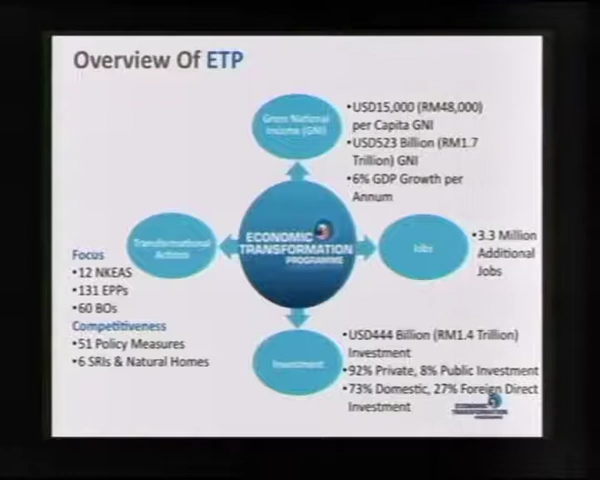 Overview Of ETP
Gross National
Income (GNI)
•USD15,000 (RM48,000)
per Capita GNI
•USD523 Billion (RM1.7
Trillion) GNI
•6% GDP Growth per
Annum
Transformational
Actions
ECONOMIC
TRANSFORMATION
PROGRAMME
Jobs
•3.3 Million
Additional
Jobs
Focus
•12 NKEAS
•131 EPPs
•60 BOs
Competitiveness
•51 Policy Measures
•6 SRIs & Natural Homes
Investment
•USD444 Billion (RM1.4 Trillion)
Investment
•92% Private, 8% Public Investment
•73% Domestic, 27% Foreign Direct
Investment
ECONOMIC
TRANSFORMATION
PROGRAMME